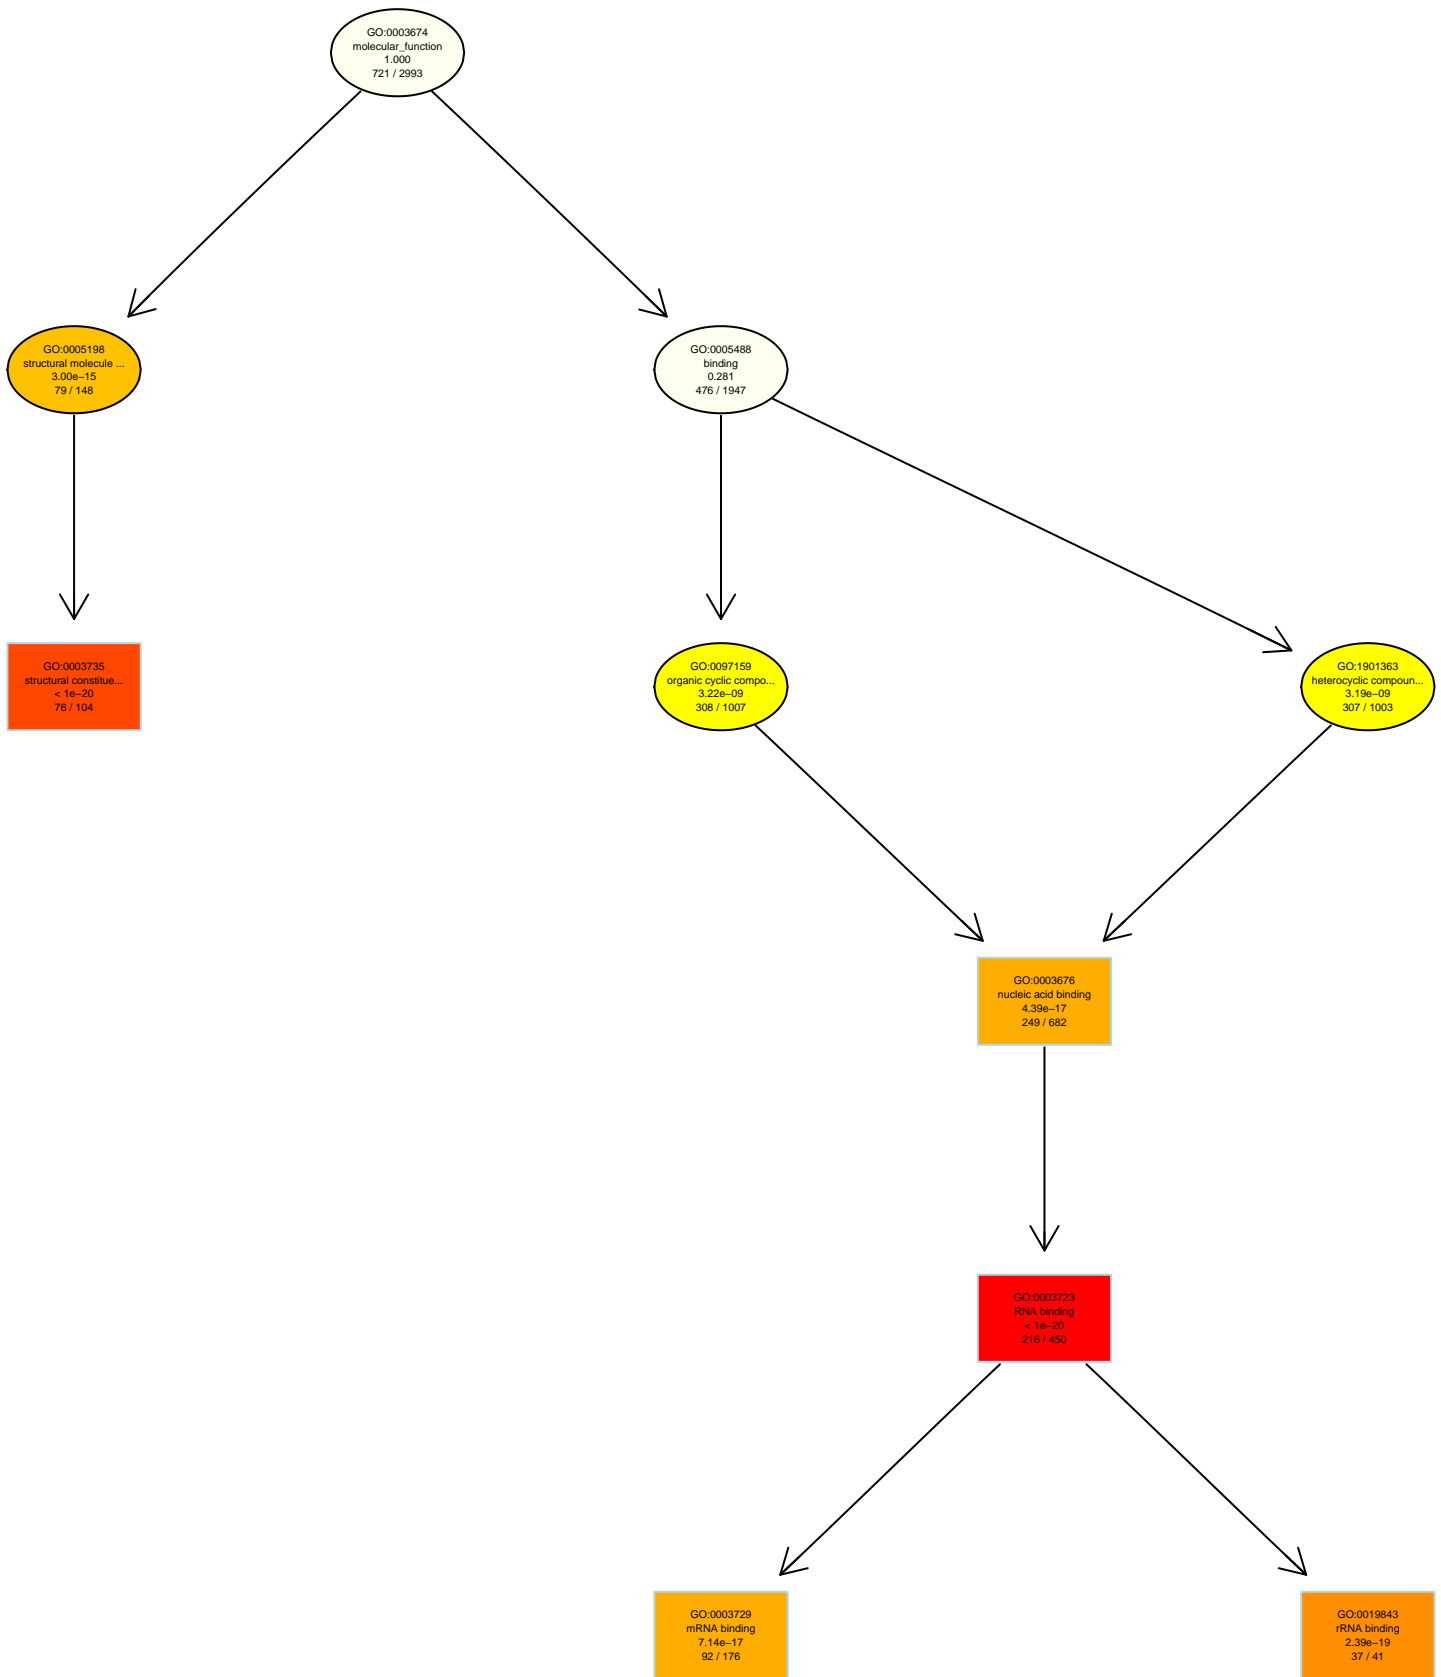 GO:0003674
molecular_function
1.000
721 / 2993
GO:0005198
structural molecule ...
3.00e−15
79 / 148
GO:0005488
binding
0.281
476 / 1947
GO:0003735
structural constitue...
< 1e−20
76 / 104
GO:0097159
organic cyclic compo...
3.22e−09
308 / 1007
GO:1901363
heterocyclic compoun...
3.19e−09
307 / 1003
GO:0003676
nucleic acid binding
4.39e−17
249 / 682
GO:0003723
RNA binding
< 1e−20
216 / 450
GO:0003729
mRNA binding
7.14e−17
92 / 176
GO:0019843
rRNA binding
2.39e−19
37 / 41